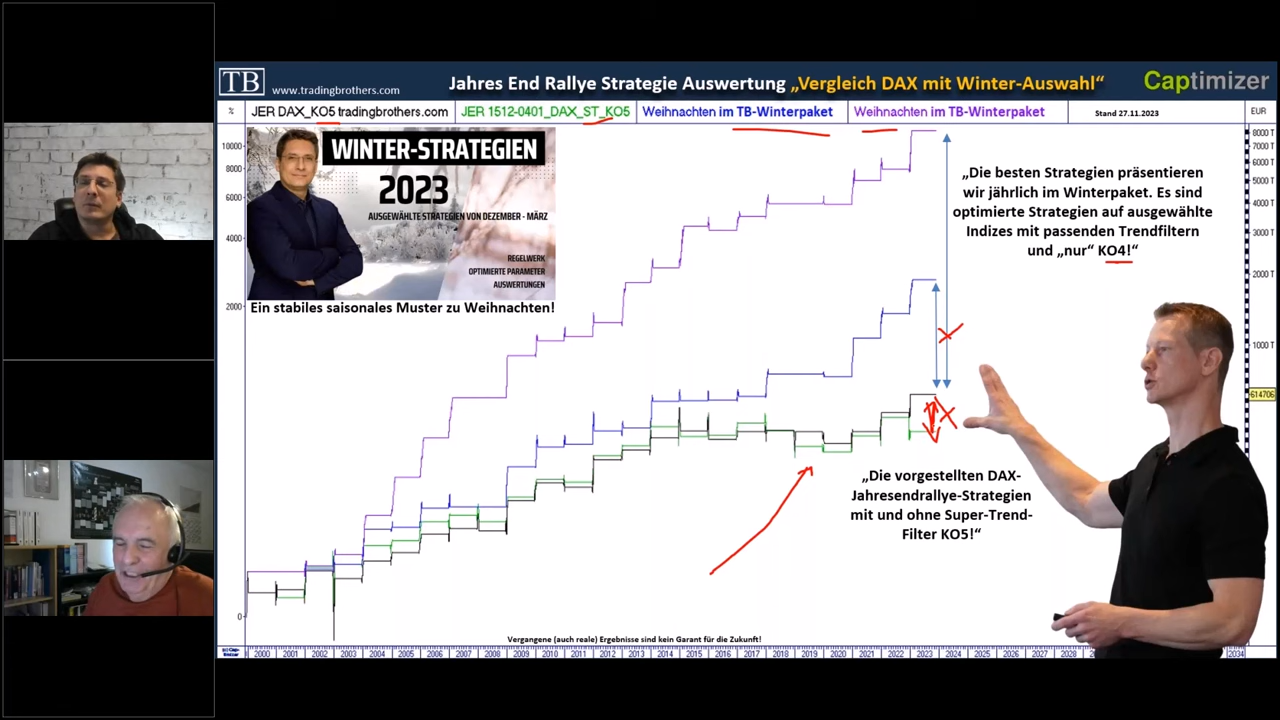 TB www.tradingbrothers.com
Jahres End Rallye Strategie Auswertung „Vergleich DAX mit Winter-Auswahl“
Captimizer
% JER DAX_KO5 tradingbrothers.com JER 1512-0401_DAX_ST_KO5 Weihnachten im TB-Winterpaket Weihnachten im TB-Winterpaket Stand 27.11.2023 EUR
WINTER-STRATEGIEN
2023
AUSGEWÄHLTE STRATEGIEN VON DEZEMBER - MÄRZ
REGELWERK
OPTIMIERTE PARAMETER
AUSWERTUNGEN
Ein stabiles saisonales Muster zu Weihnachten!
„Die besten Strategien präsentieren
wir jährlich im Winterpaket. Es sind
optimierte Strategien auf ausgewählte
Indizes mit passenden Trendfiltern
und „nur“ KO4!“
„Die vorgestellten DAX-
Jahresendrallye-Strategien
mit und ohne Super-Trend-
Filter KO5!“
10000
8000
6000
4000
2000
0
8000 T
7000 T
6000 T
5000 T
4000 T
3000 T
2000 T
1000 T
614706
Vergangene (auch reale) Ergebnisse sind kein Garant für die Zukunft!
2000 2001 2002 2003 2004 2005 2006 2007 2008 2009 2010 2011 2012 2013 2014 2015 2016 2017 2018 2019 2020 2021 2022 2023 2024 2025 2026 2027 2028 2034